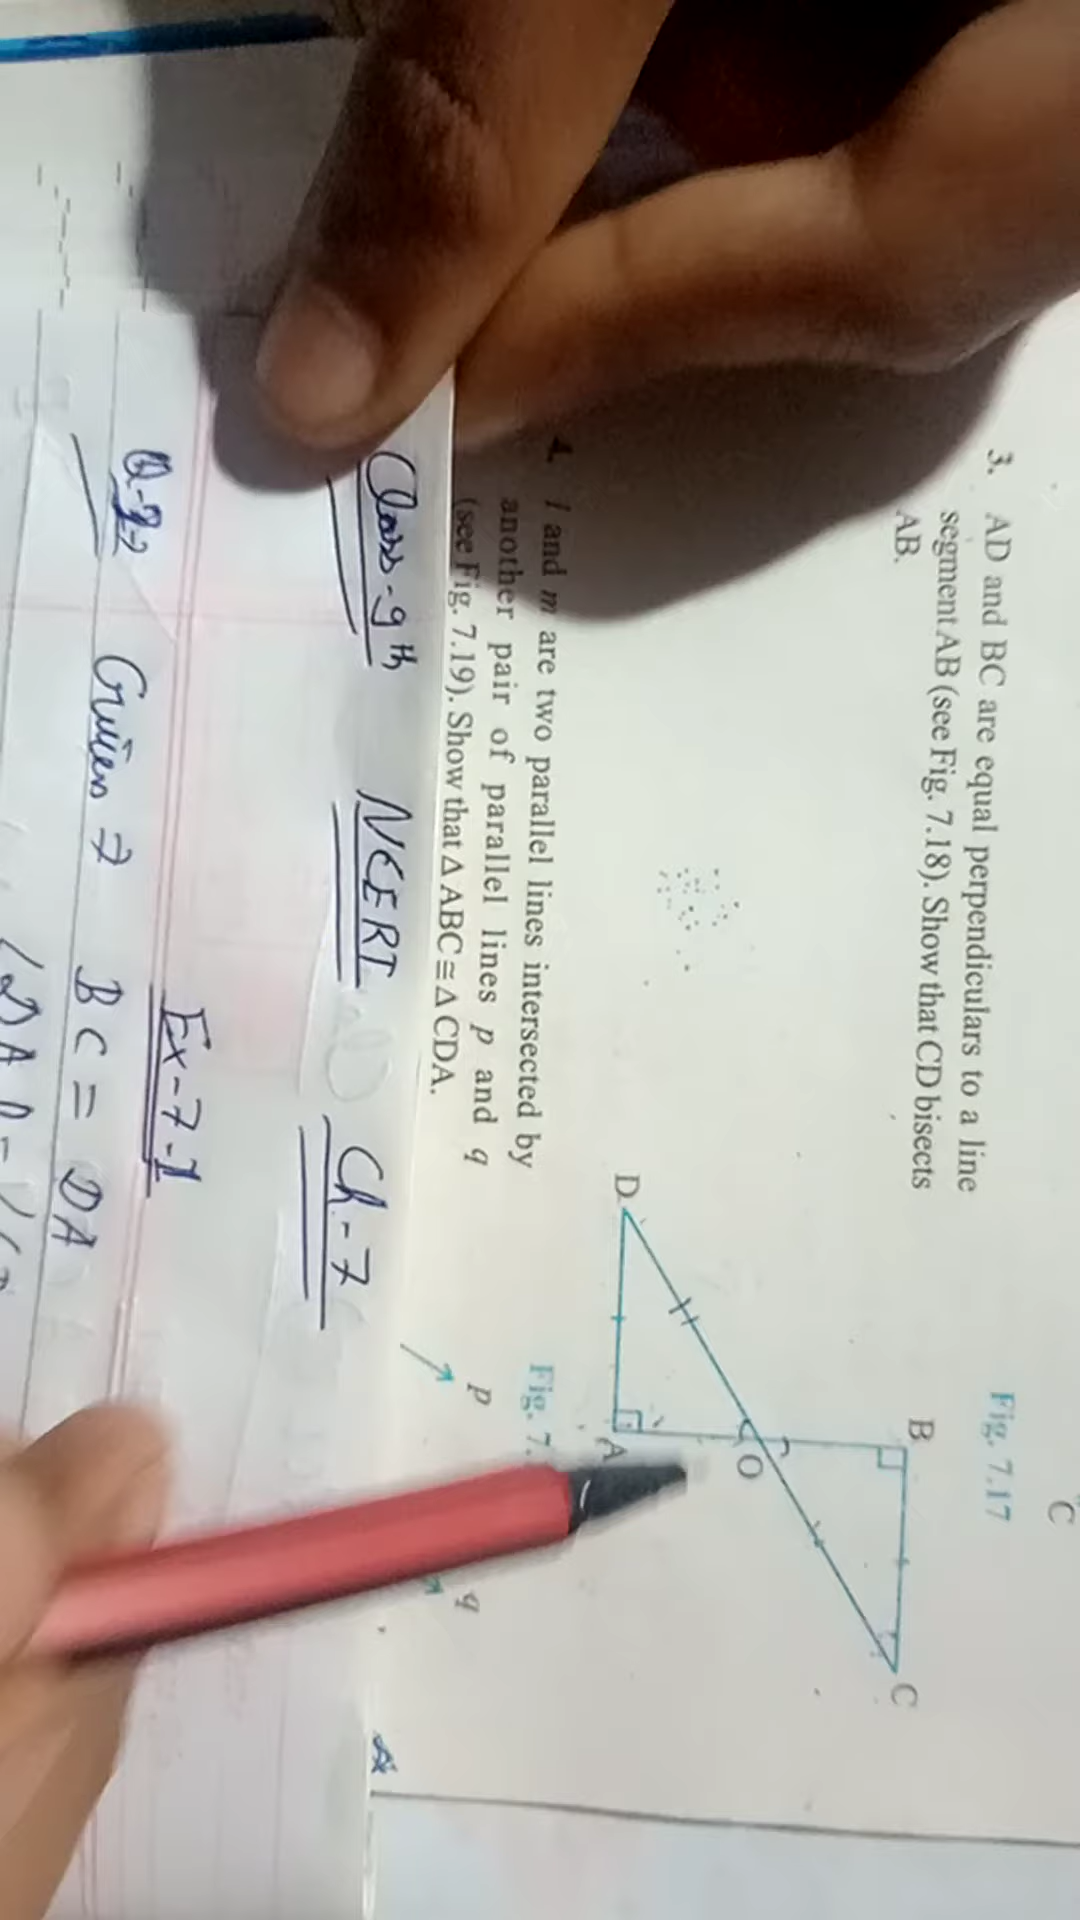 C
Fig. 7.17
3. AD and BC are equal perpendiculars to a line
segment AB (see Fig. 7.18). Show that CD bisects
AB.
B
C
O
D
A
Fig. 7.
4. l and m are two parallel lines intersected by
another pair of parallel lines p and q
(see Fig. 7.19). Show that Δ ABC ≅ Δ CDA.
p
q
Class-9th NCERT Ch-7
Ex-7.1
Given → BC = DA